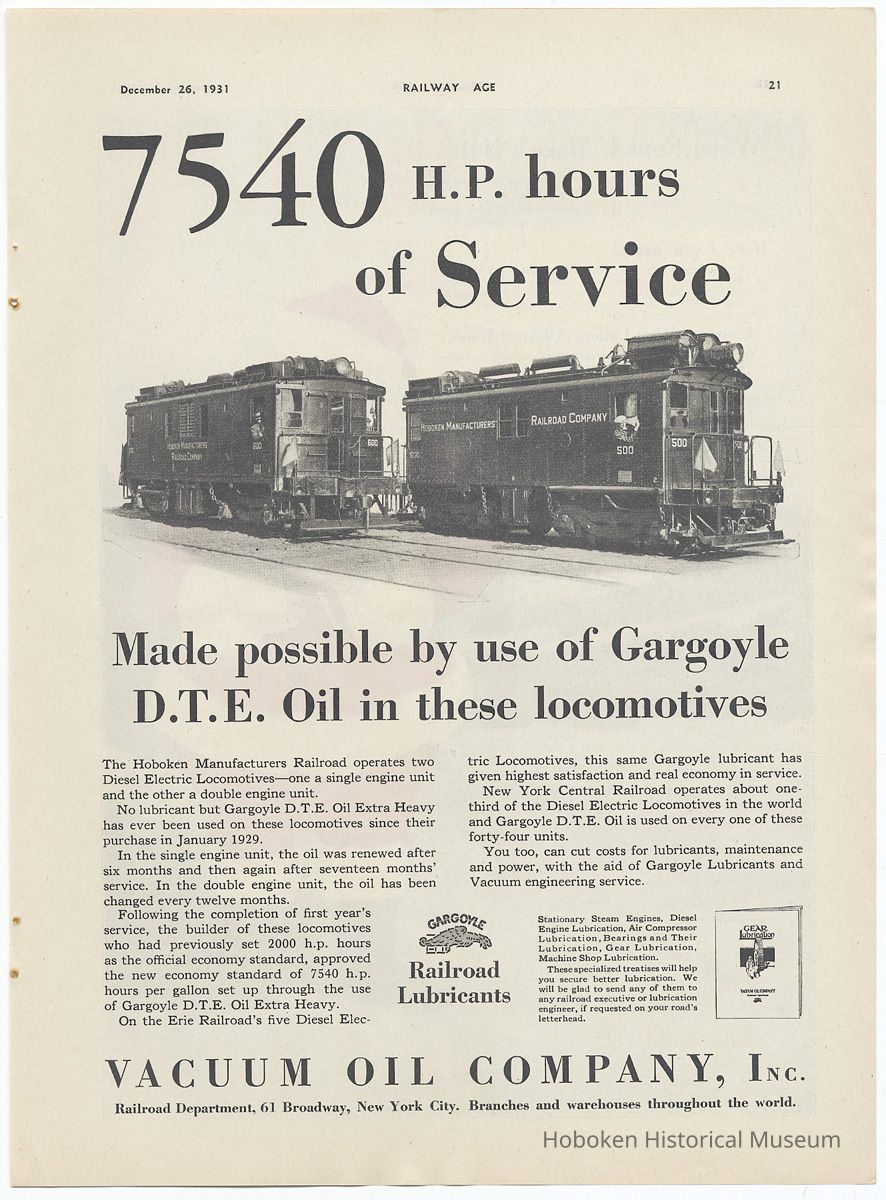 December 26, 1931
RAILWAY AGE
21
7540 H.P. hours
of Service
HOBOKEN MANUFACTURERS
RAILROAD COMPANY
600
600
HOBOKEN MANUFACTURERS' RAILROAD COMPANY
500
500
500
Made possible by use of Gargoyle
D.T.E. Oil in these locomotives
The Hoboken Manufacturers Railroad operates two
Diesel Electric Locomotives—one a single engine unit
and the other a double engine unit.
No lubricant but Gargoyle D.T.E. Oil Extra Heavy
has ever been used on these locomotives since their
purchase in January 1929.
In the single engine unit, the oil was renewed after
six months and then again after seventeen months'
service. In the double engine unit, the oil has been
changed every twelve months.
Following the completion of first year's
service, the builder of these locomotives
who had previously set 2000 h.p. hours
as the official economy standard, approved
the new economy standard of 7540 h.p.
hours per gallon set up through the use
of Gargoyle D.T.E. Oil Extra Heavy.
On the Erie Railroad's five Diesel Elec-
tric Locomotives, this same Gargoyle lubricant has
given highest satisfaction and real economy in service.
New York Central Railroad operates about one-
third of the Diesel Electric Locomotives in the world
and Gargoyle D.T.E. Oil is used on every one of these
forty-four units.
You too, can cut costs for lubricants, maintenance
and power, with the aid of Gargoyle Lubricants and
Vacuum engineering service.
GARGOYLE
Railroad
Lubricants
Stationary Steam Engines, Diesel
Engine Lubrication, Air Compressor
Lubrication, Bearings and Their
Lubrication, Gear Lubrication,
Machine Shop Lubrication.
These specialized treatises will help
you secure better lubrication. We
will be glad to send any of them to
any railroad executive or lubrication
engineer, if requested on your road's
letterhead.
GEAR
Lubrication
VACUUM OIL COMPANY
VACUUM OIL COMPANY, INC.
Railroad Department, 61 Broadway, New York City. Branches and warehouses throughout the world.
Hoboken Historical Museum